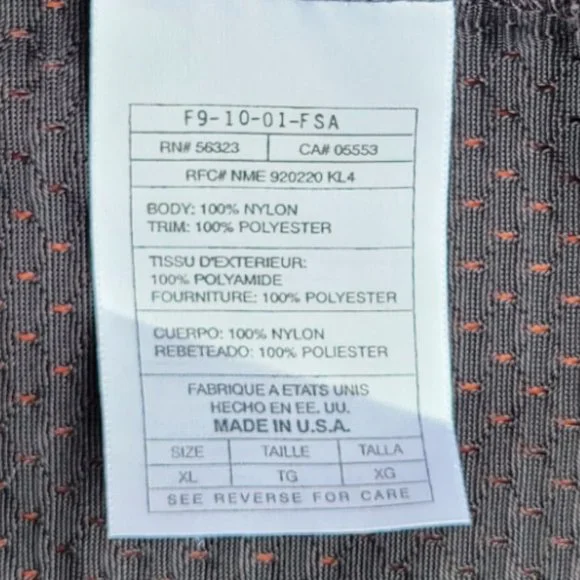 F9-10-01-FSA
RN# 56323 CA# 05553
RFC# NME 920220 KL4
BODY: 100% NYLON
TRIM: 100% POLYESTER
TISSU D'EXTERIEUR:
100% POLYAMIDE
FOURNITURE: 100% POLYESTER
CUERPO: 100% NYLON
REBETEADO: 100% POLIESTER
FABRIQUE A ETATS UNIS
HECHO EN EE. UU.
MADE IN U.S.A.
SIZE TAILLE TALLA
XL TG XG
SEE REVERSE FOR CARE